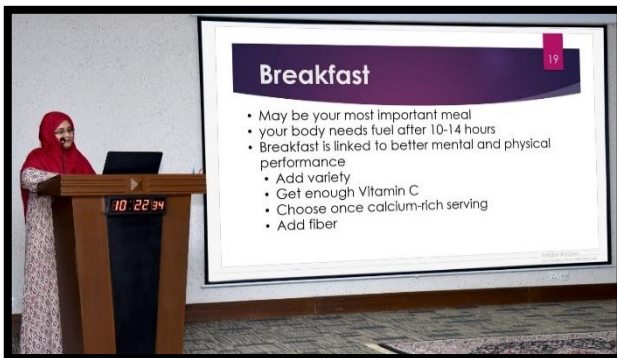 19
Breakfast
• May be your most important meal
• your body needs fuel after 10-14 hours
• Breakfast is linked to better mental and physical
performance
• Add variety
• Get enough Vitamin C
• Choose once calcium-rich serving
• Add fiber
10:22:34